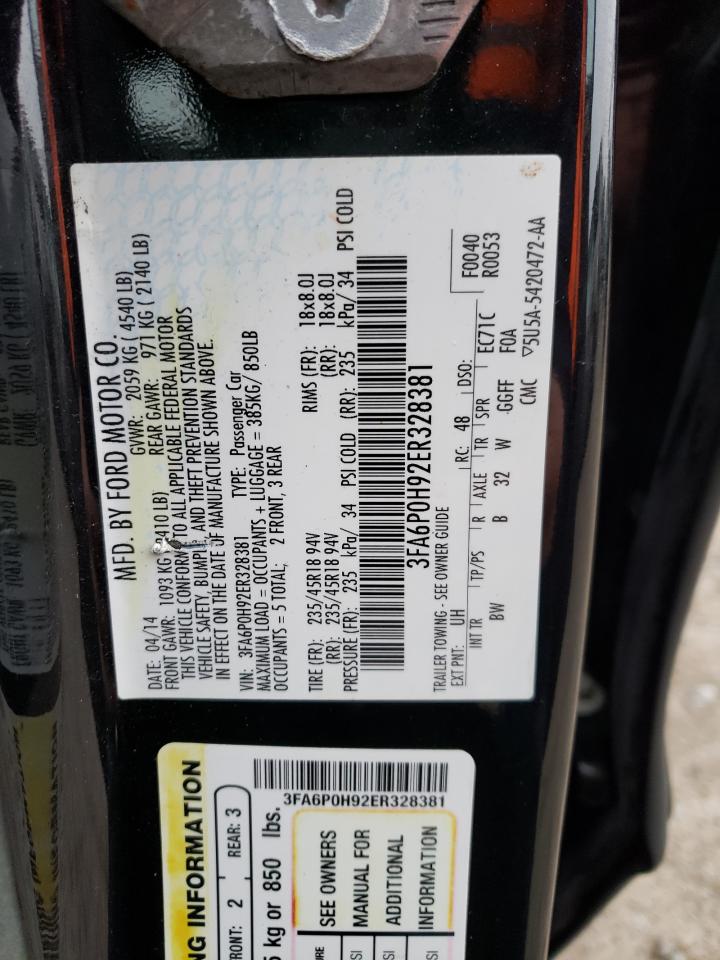 MFD. BY FORD MOTOR CO.
DATE: 04/14 GVWR: 2059 KG ( 4540 LB)
FRONT GAWR: 1093 KG (2410 LB) REAR GAWR: 971 KG ( 2140 LB)
THIS VEHICLE CONFORMS TO ALL APPLICABLE FEDERAL MOTOR
VEHICLE SAFETY, BUMPER AND THEFT PREVENTION STANDARDS
IN EFFECT ON THE DATE OF MANUFACTURE SHOWN ABOVE.
VIN: 3FA6P0H92ER328381 TYPE: Passenger Car
MAXIMUM LOAD = OCCUPANTS + LUGGAGE = 385KG/ 850LB
OCCUPANTS = 5 TOTAL; 2 FRONT, 3 REAR
TIRE (FR): 235/45R18 94V RIMS (FR): 18x8.0J
(RR): 235/45R18 94V (RR): 18x8.0J
PRESSURE (FR): 235 kPa/ 34 PSI COLD (RR): 235 kPa/ 34 PSI COLD
3FA6P0H92ER328381
TRAILER TOWING - SEE OWNER GUIDE
F0040
R0053
EXT PNT: UH RC: 48 DSO:
INT TR TP/PS R AXLE TR SPR EC71C
BW B 32 W GGFF F0A
CMC ▽5U5A-5420472-AA
NG INFORMATION
FRONT: 2 REAR: 3
5 kg or 850 lbs.
3FA6P0H92ER328381
SEE OWNERS
MANUAL FOR
ADDITIONAL
INFORMATION
SI
SI
SI